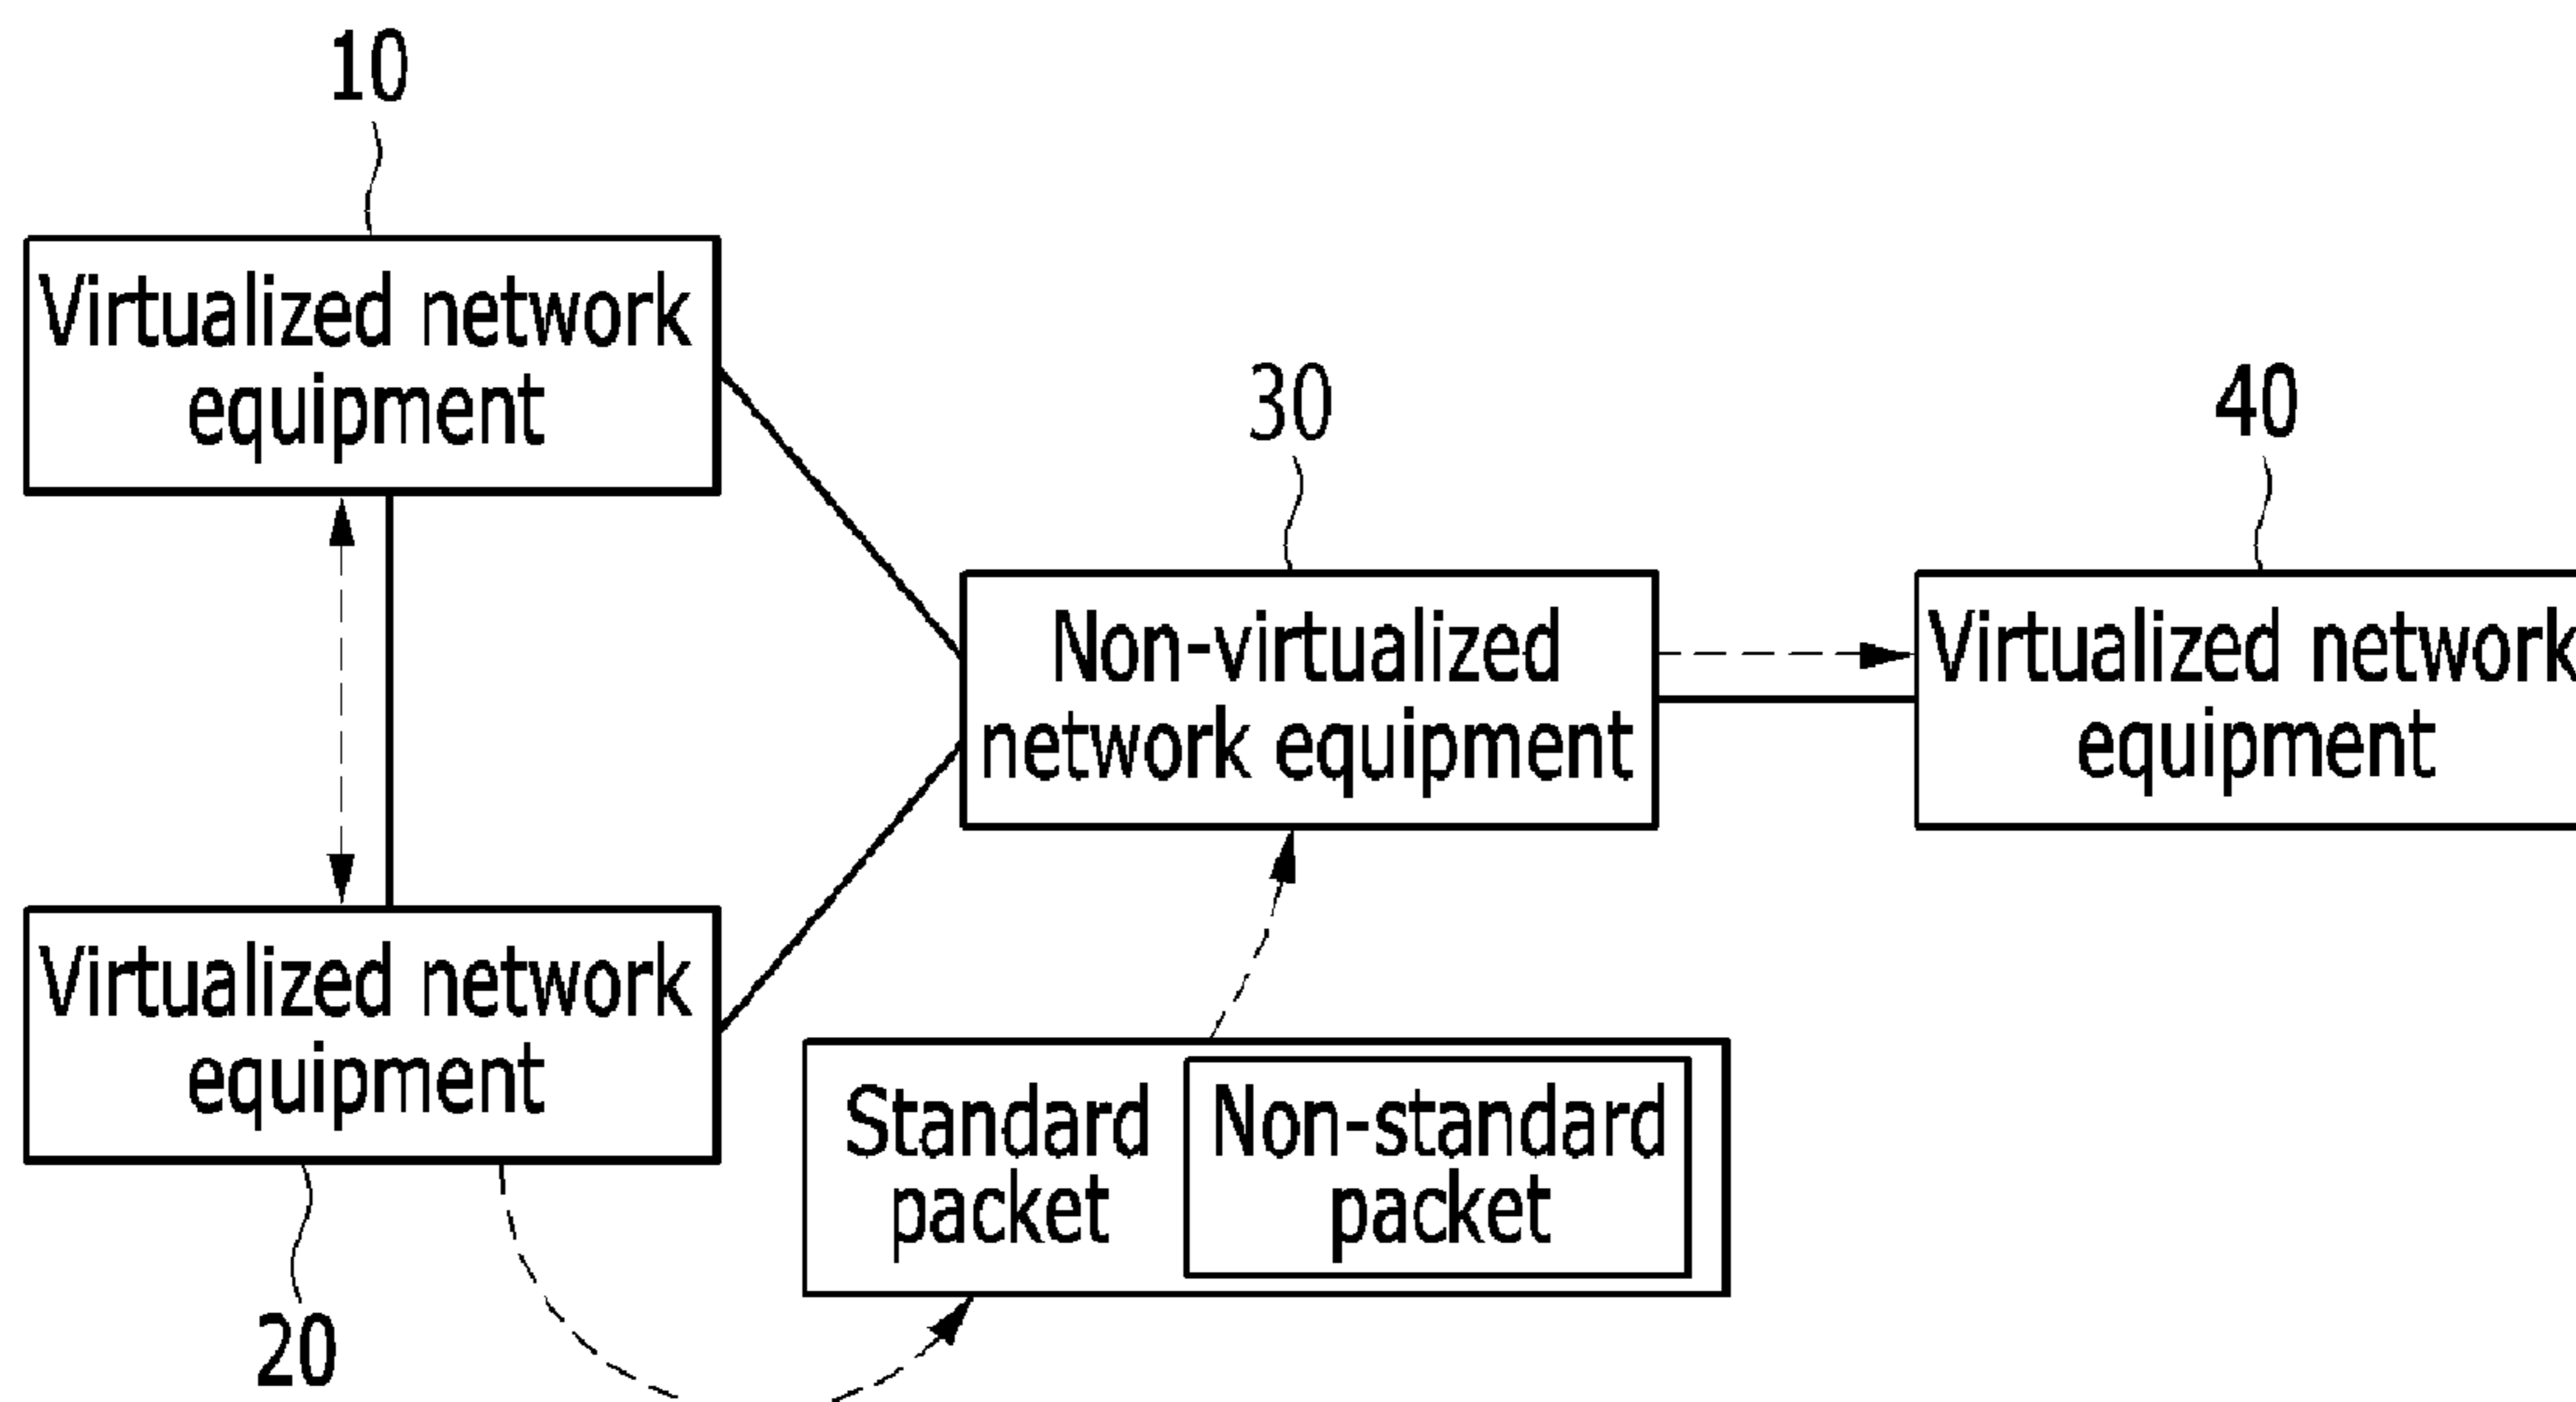 10
Virtualized network
equipment
30
40
Non-virtualized
network equipment
Virtualized network
equipment
Virtualized network
equipment
20
Standard
packet
Non-standard
packet